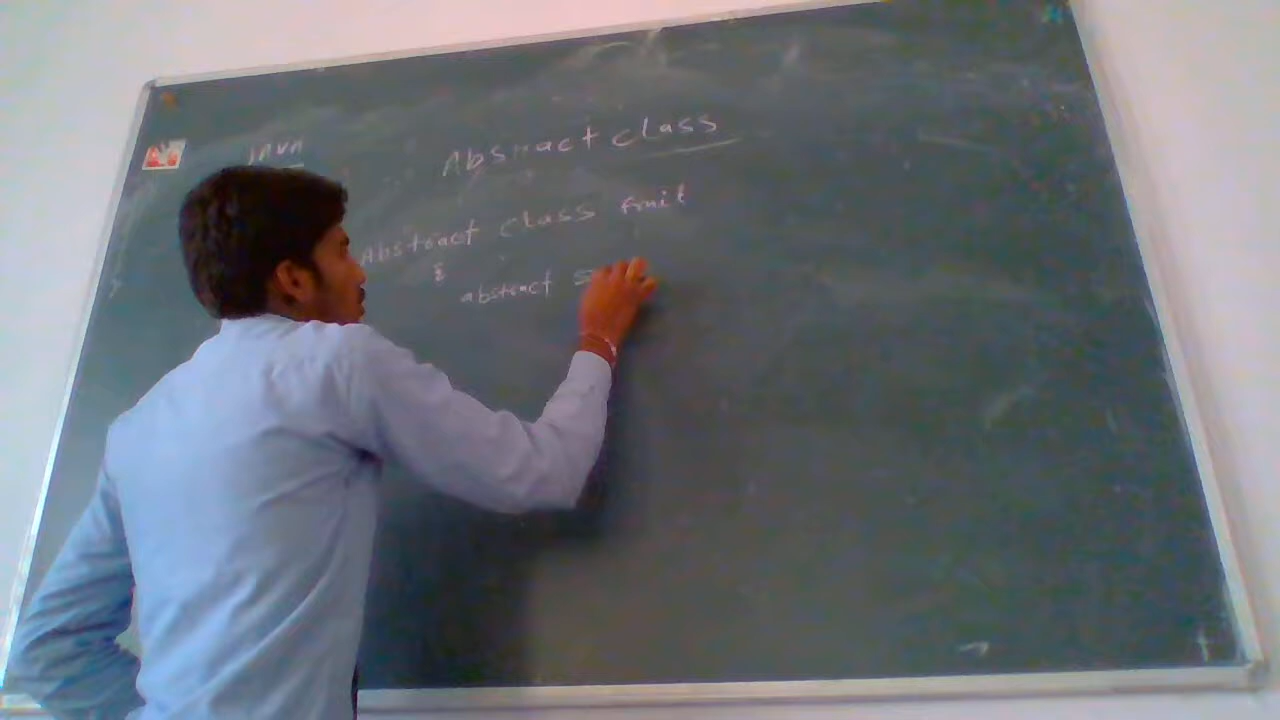 JAVA
Abstract class
Abstract class fruit
{
abstract